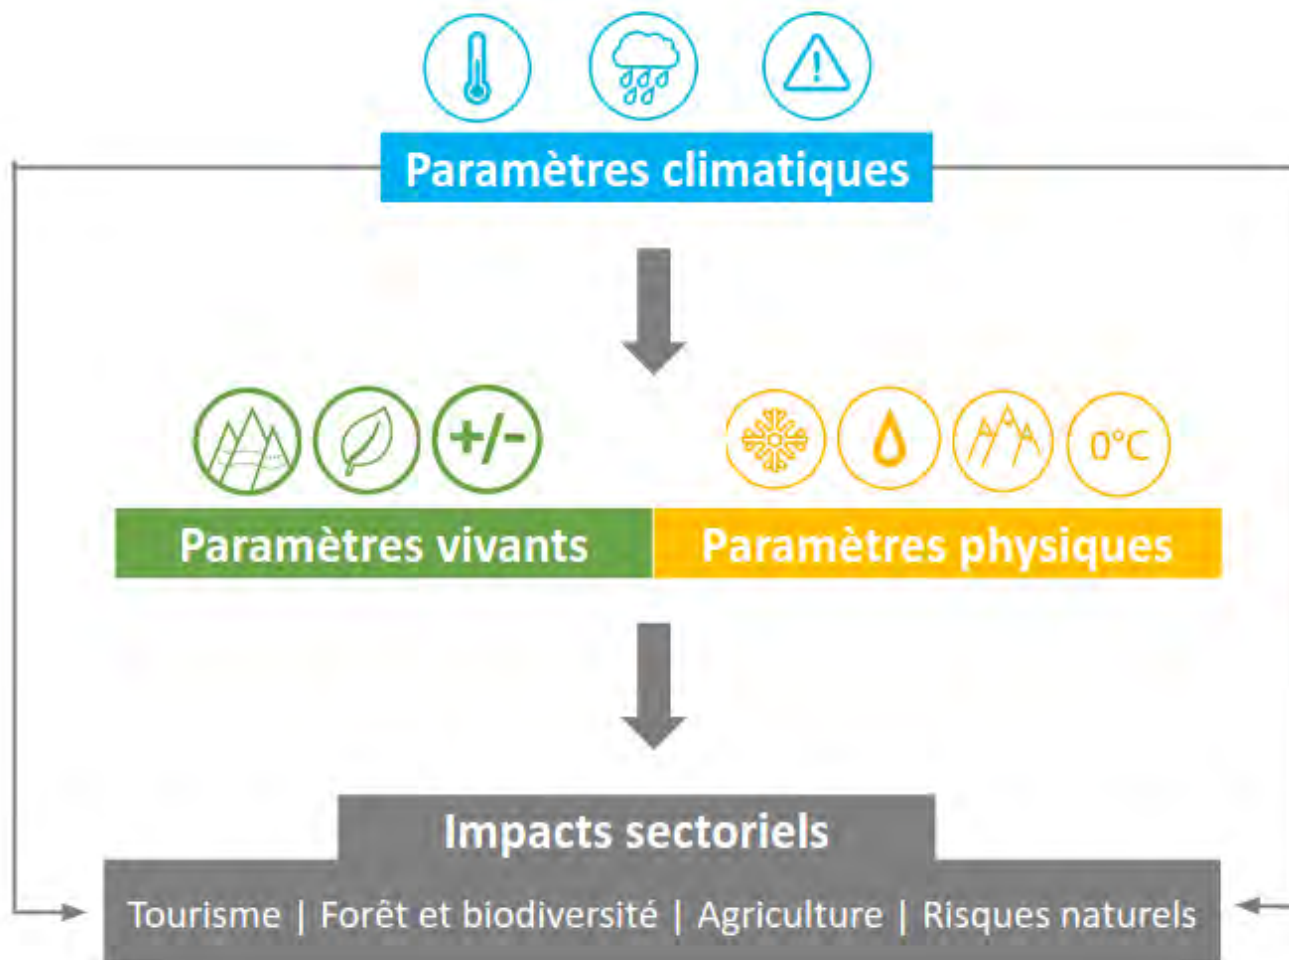 Paramètres climatiques
+/-
0°C
Paramètres vivants
Paramètres physiques
Impacts sectoriels
Tourisme | Forêt et biodiversité | Agriculture | Risques naturels